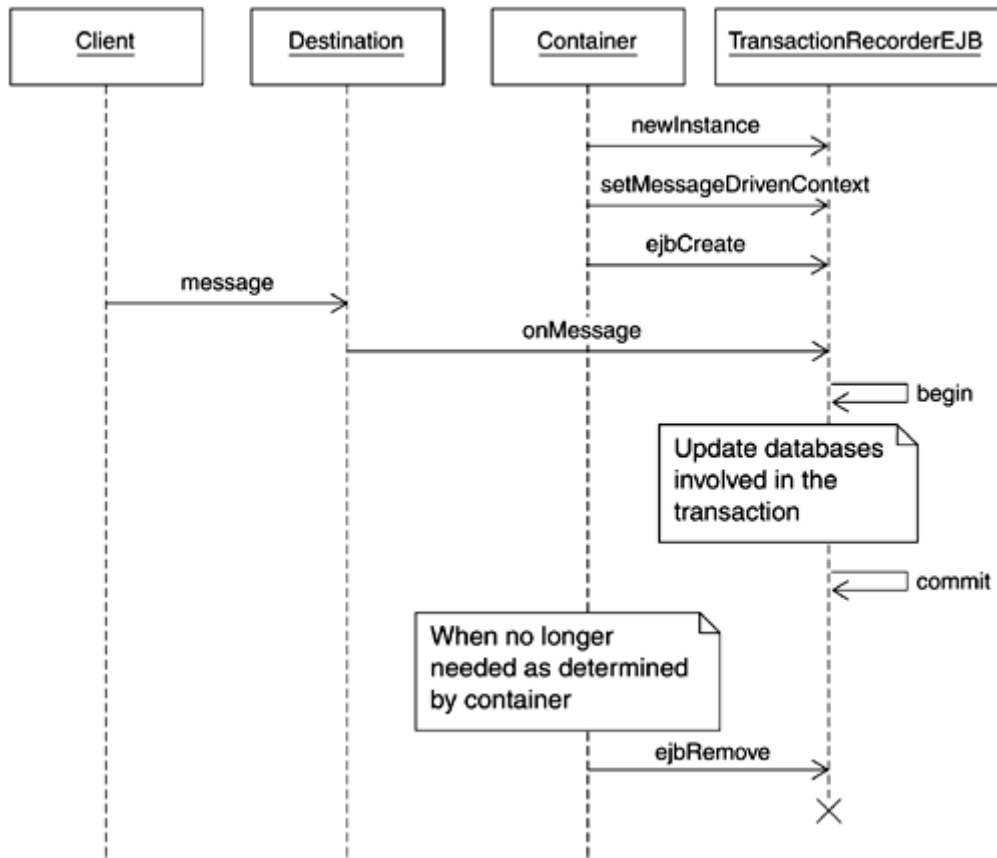 Client
Destination
Container
TransactionRecorderEJB
newInstance
setMessageDrivenContext
ejbCreate
message
onMessage
begin
Update databases
involved in the
transaction
commit
When no longer
needed as determined
by container
ejbRemove